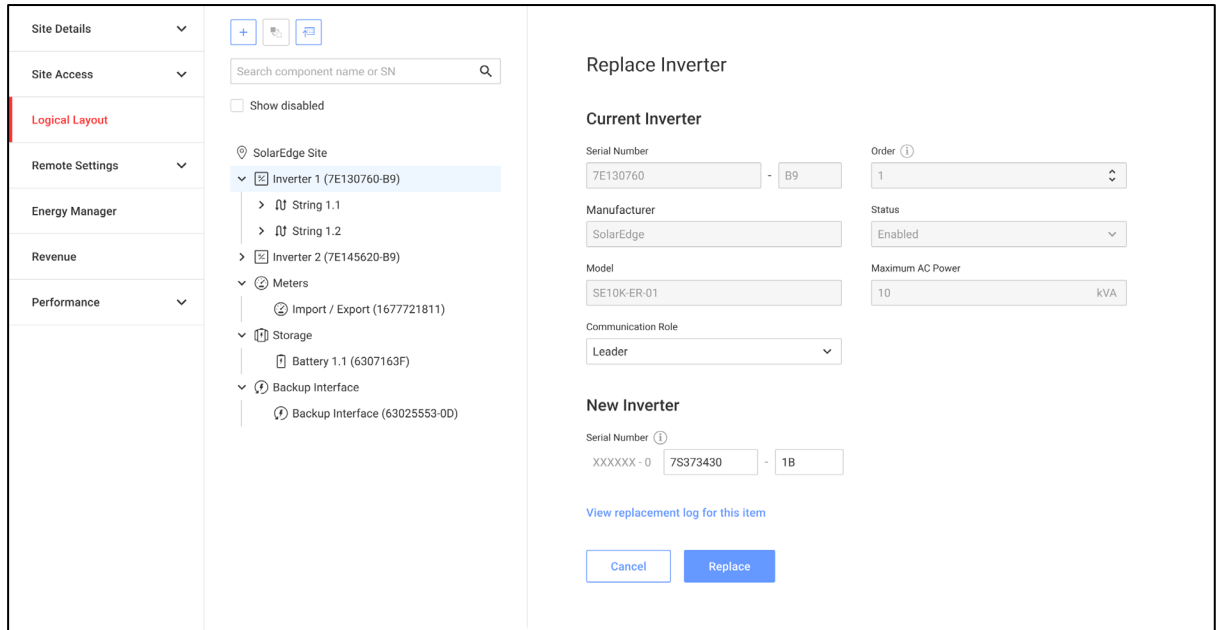 Site Details
Site Access
Logical Layout
Remote Settings
Energy Manager
Revenue
Performance
+
Search component name or SN
Show disabled
SolarEdge Site
Inverter 1 (7E130760-B9)
String 1.1
String 1.2
Inverter 2 (7E145620-B9)
Meters
Import / Export (1677721811)
Storage
Battery 1.1 (6307163F)
Backup Interface
Backup Interface (63025553-0D)
Replace Inverter
Current Inverter
Serial Number
7E130760 - B9
Order
1
Manufacturer
SolarEdge
Status
Enabled
Model
SE10K-ER-01
Maximum AC Power
10 kVA
Communication Role
Leader
New Inverter
Serial Number
XXXXXX - 0 7S373430 - 1B
View replacement log for this item
Cancel Replace